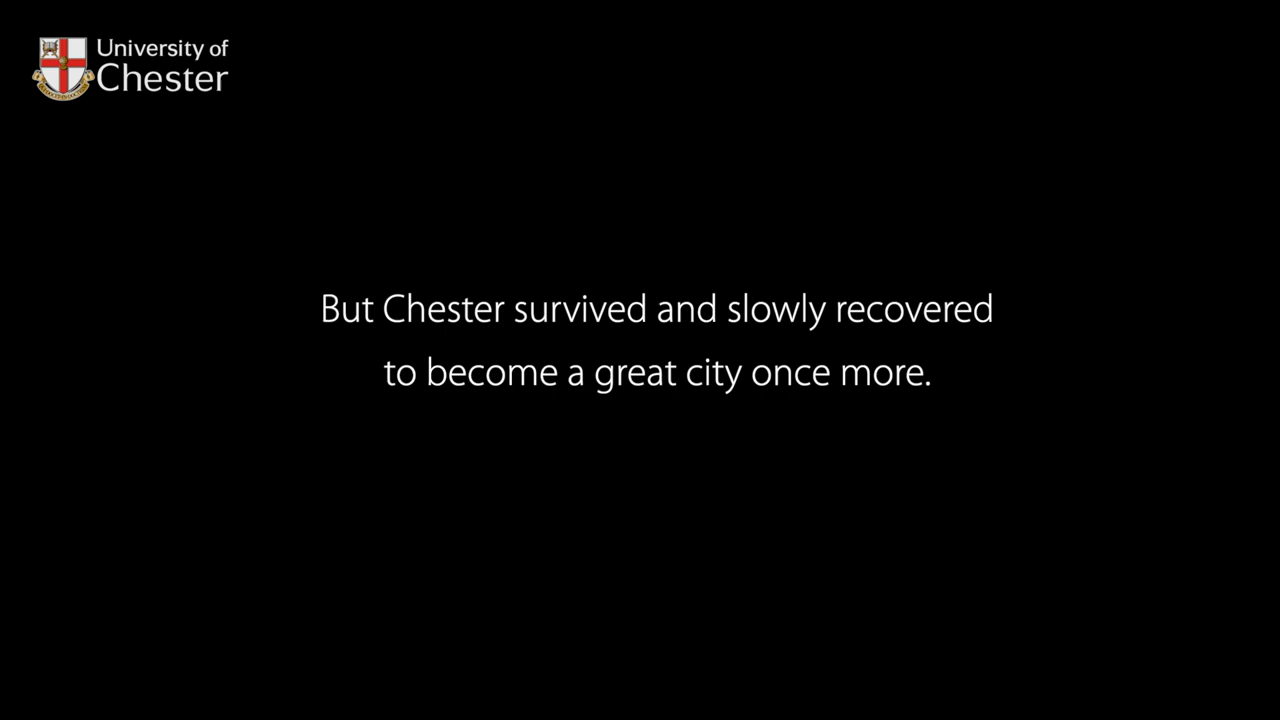 University of
Chester
But Chester survived and slowly recovered
to become a great city once more.